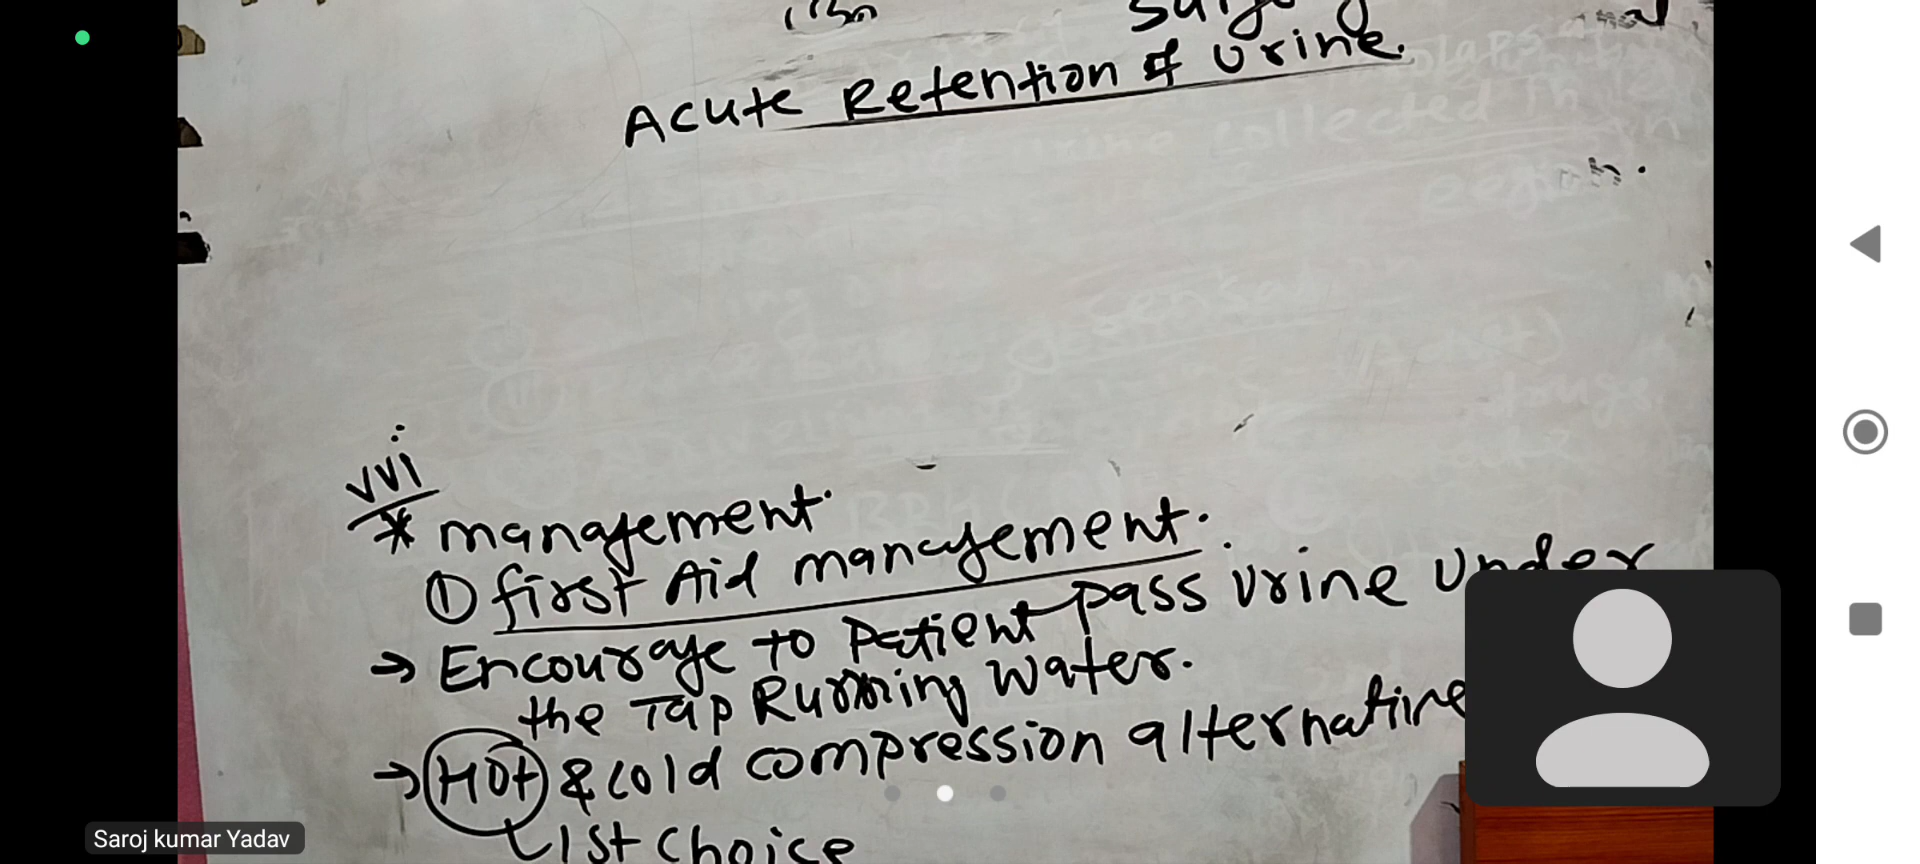 Acute Retention of Urine.
VVI
* management.
① first Aid management.
→ Encourage to Patient pass Urine Under
the Tap Running Water.
→ Hot & cold compression alternative
1st choice
Saroj kumar Yadav